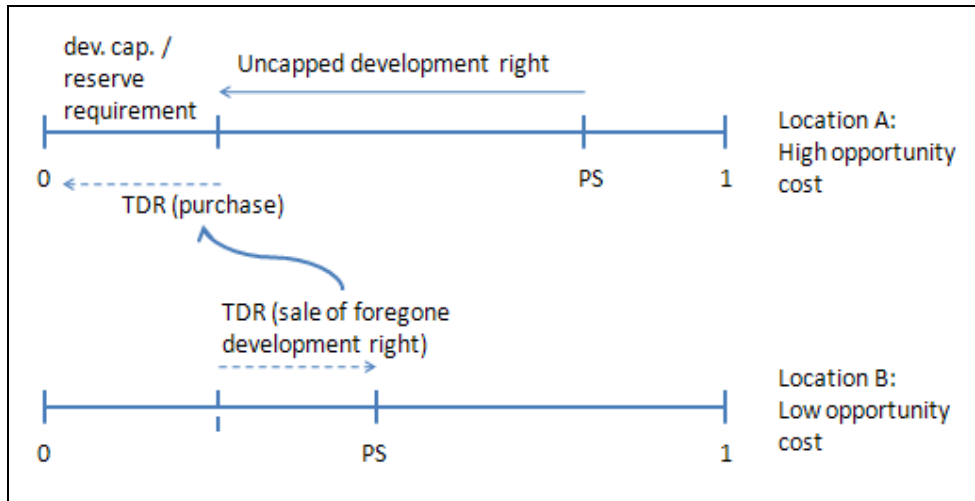 dev. cap. /
reserve
requirement
Uncapped development right
Location A:
High opportunity
cost
0
PS
1
TDR (purchase)
TDR (sale of foregone
development right)
Location B:
Low opportunity
cost
0
PS
1